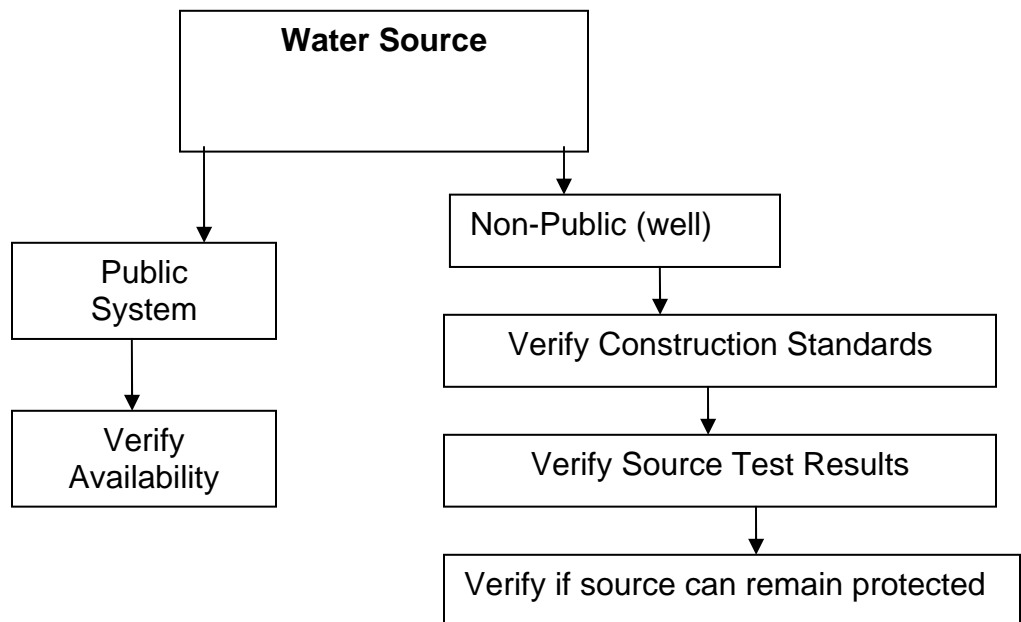 Water Source
Non-Public (well)
Public
System
Verify Construction Standards
Verify
Availability
Verify Source Test Results
Verify if source can remain protected